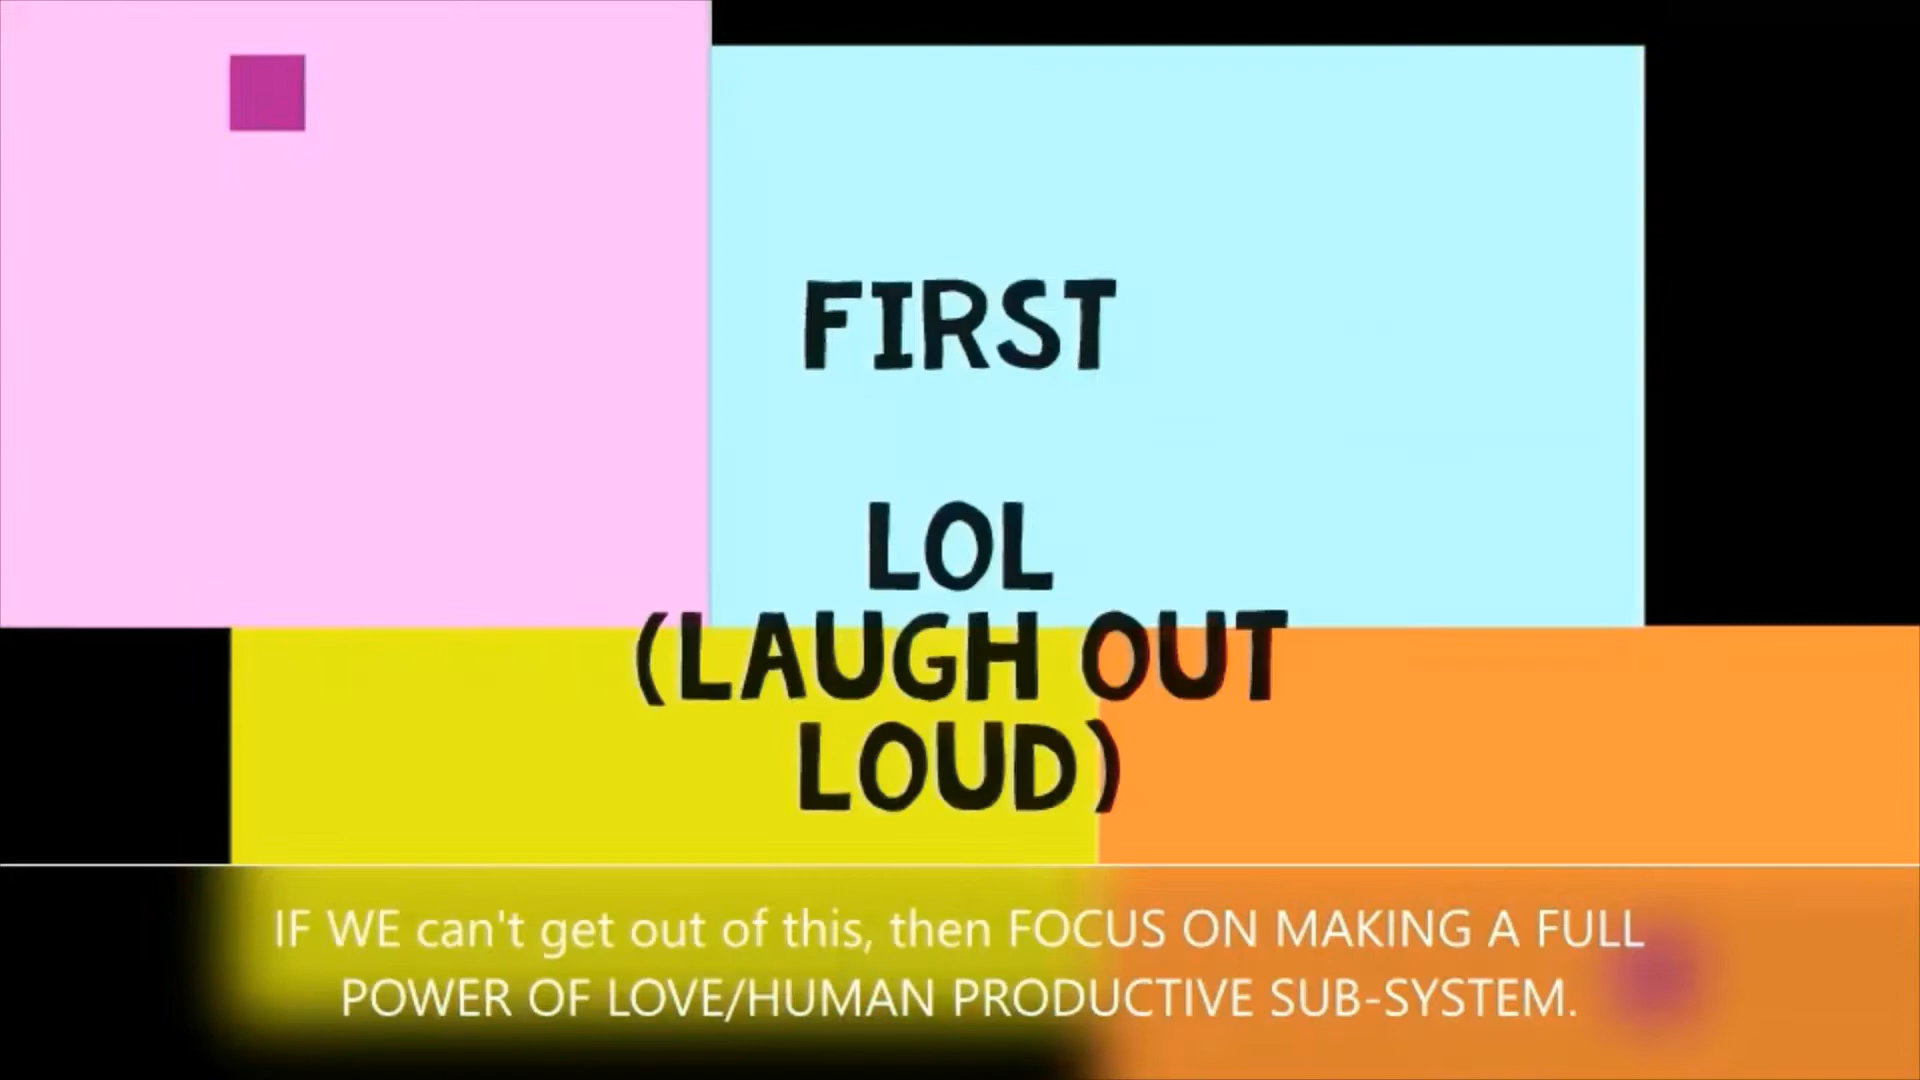 FIRST
LOL
(LAUGH OUT
LOUD)
IF WE can't get out of this, then FOCUS ON MAKING A FULL
POWER OF LOVE/HUMAN PRODUCTIVE SUB-SYSTEM.